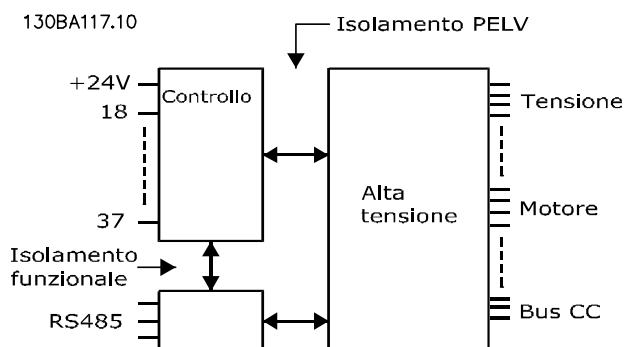 130BA117.10
Isolamento PELV
+24V
Controllo
18
Tensione
37
Alta
tensione
Motore
Isolamento
funzionale
RS485
Bus CC